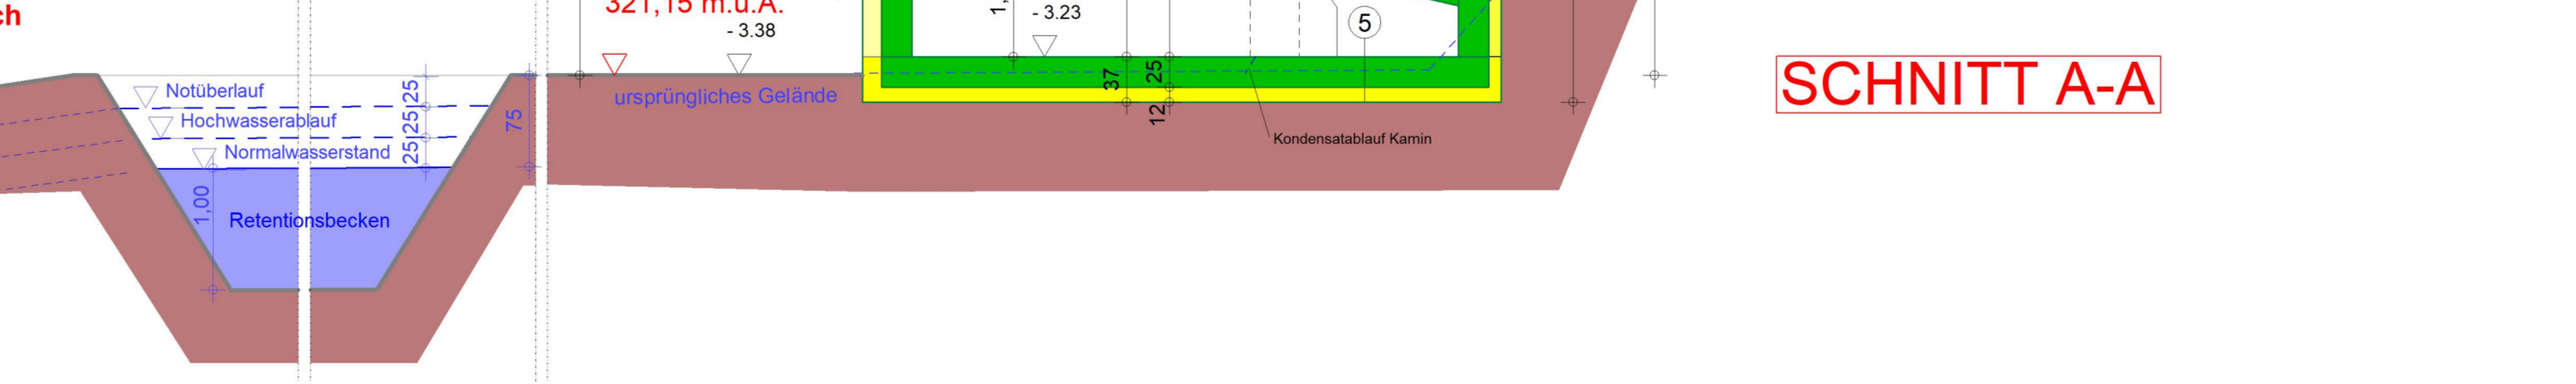 ch
321,15 m.ü.A.
- 3.38
- 3.23
5
SCHNITT A-A
Notüberlauf
Hochwasserablauf
Normalwasserstand
25
25
25
75
ursprüngliches Gelände
37
25
12
Kondensatablauf Kamin
1,00
Retentionsbecken